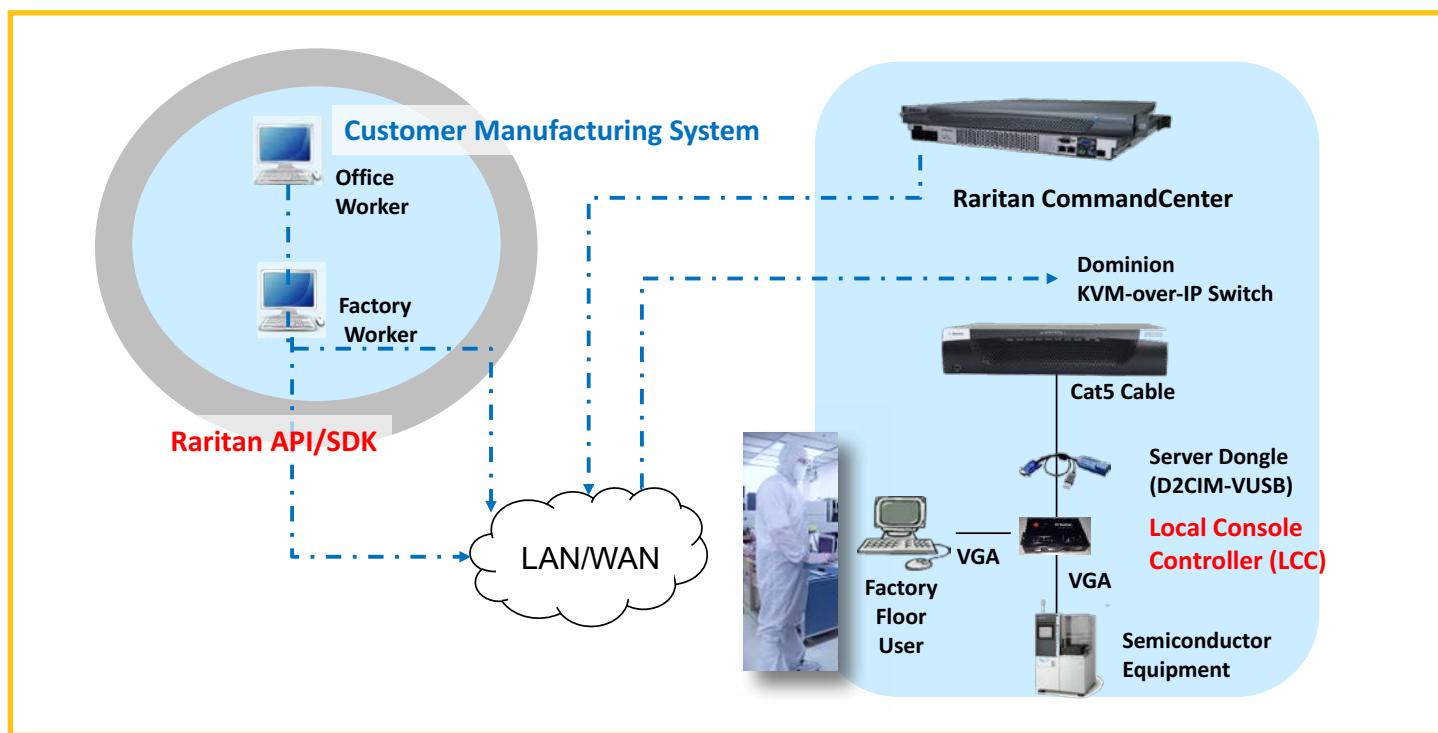 Customer Manufacturing System
Office
Worker
Factory
Worker
Raritan API/SDK
LAN/WAN
Raritan CommandCenter
Dominion
KVM-over-IP Switch
Cat5 Cable
Server Dongle
(D2CIM-VUSB)
Local Console
Controller (LCC)
VGA
VGA
Factory
Floor
User
Semiconductor
Equipment